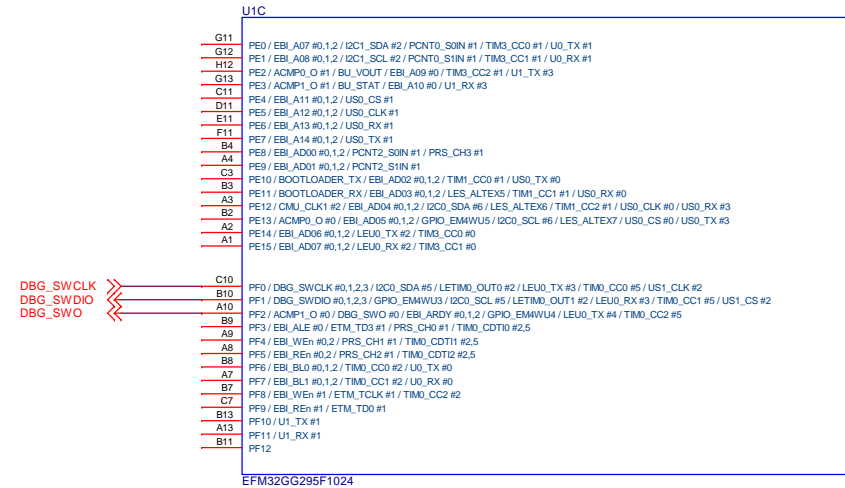 U1C
G11 PE0 / EBI_A07 #0,1,2 / I2C1_SDA #2 / PCNT0_S0IN #1 / TIM3_CC0 #1 / U0_TX #1
G12 PE1 / EBI_A08 #0,1,2 / I2C1_SCL #2 / PCNT0_S1IN #1 / TIM3_CC1 #1 / U0_RX #1
H12 PE2 / ACMP0_O #1 / BU_VOUT / EBI_A09 #0 / TIM3_CC2 #1 / U1_TX #3
G13 PE3 / ACMP1_O #1 / BU_STAT / EBI_A10 #0 / U1_RX #3
C11 PE4 / EBI_A11 #0,1,2 / US0_CS #1
D11 PE5 / EBI_A12 #0,1,2 / US0_CLK #1
E11 PE6 / EBI_A13 #0,1,2 / US0_RX #1
F11 PE7 / EBI_A14 #0,1,2 / US0_TX #1
B4 PE8 / EBI_AD00 #0,1,2 / PCNT2_S0IN #1 / PRS_CH3 #1
A4 PE9 / EBI_AD01 #0,1,2 / PCNT2_S1IN #1
C3 PE10 / BOOTLOADER_TX / EBI_AD02 #0,1,2 / TIM1_CC0 #1 / US0_TX #0
B3 PE11 / BOOTLOADER_RX / EBI_AD03 #0,1,2 / LES_ALTEX5 / TIM1_CC1 #1 / US0_RX #0
A3 PE12 / CMU_CLK1 #2 / EBI_AD04 #0,1,2 / I2C0_SDA #6 / LES_ALTEX6 / TIM1_CC2 #1 / US0_CLK #0 / US0_RX #3
B2 PE13 / ACMP0_O #0 / EBI_AD05 #0,1,2 / GPIO_EM4WU5 / I2C0_SCL #6 / LES_ALTEX7 / US0_CS #0 / US0_TX #3
A2 PE14 / EBI_AD06 #0,1,2 / LEU0_TX #2 / TIM3_CC0 #0
A1 PE15 / EBI_AD07 #0,1,2 / LEU0_RX #2 / TIM3_CC1 #0
DBG_SWCLK C10 PF0 / DBG_SWCLK #0,1,2,3 / I2C0_SDA #5 / LETIM0_OUT0 #2 / LEU0_TX #3 / TIM0_CC0 #5 / US1_CLK #2
DBG_SWDIO B10 PF1 / DBG_SWDIO #0,1,2,3 / GPIO_EM4WU3 / I2C0_SCL #5 / LETIM0_OUT1 #2 / LEU0_RX #3 / TIM0_CC1 #5 / US1_CS #2
DBG_SWO A10 PF2 / ACMP1_O #0 / DBG_SWO #0 / EBI_ARDY #0,1,2 / GPIO_EM4WU4 / LEU0_TX #4 / TIM0_CC2 #5
B9 PF3 / EBI_ALE #0 / ETM_TD3 #1 / PRS_CH0 #1 / TIM0_CDTI0 #2,5
A9 PF4 / EBI_WEn #0,2 / PRS_CH1 #1 / TIM0_CDTI1 #2,5
A8 PF5 / EBI_REn #0,2 / PRS_CH2 #1 / TIM0_CDTI2 #2,5
B8 PF6 / EBI_BL0 #0,1,2 / TIM0_CC0 #2 / U0_TX #0
A7 PF7 / EBI_BL1 #0,1,2 / TIM0_CC1 #2 / U0_RX #0
B7 PF8 / EBI_WEn #1 / ETM_TCLK #1 / TIM0_CC2 #2
C7 PF9 / EBI_REn #1 / ETM_TD0 #1
B13 PF10 / U1_TX #1
A13 PF11 / U1_RX #1
B11 PF12
EFM32GG295F1024